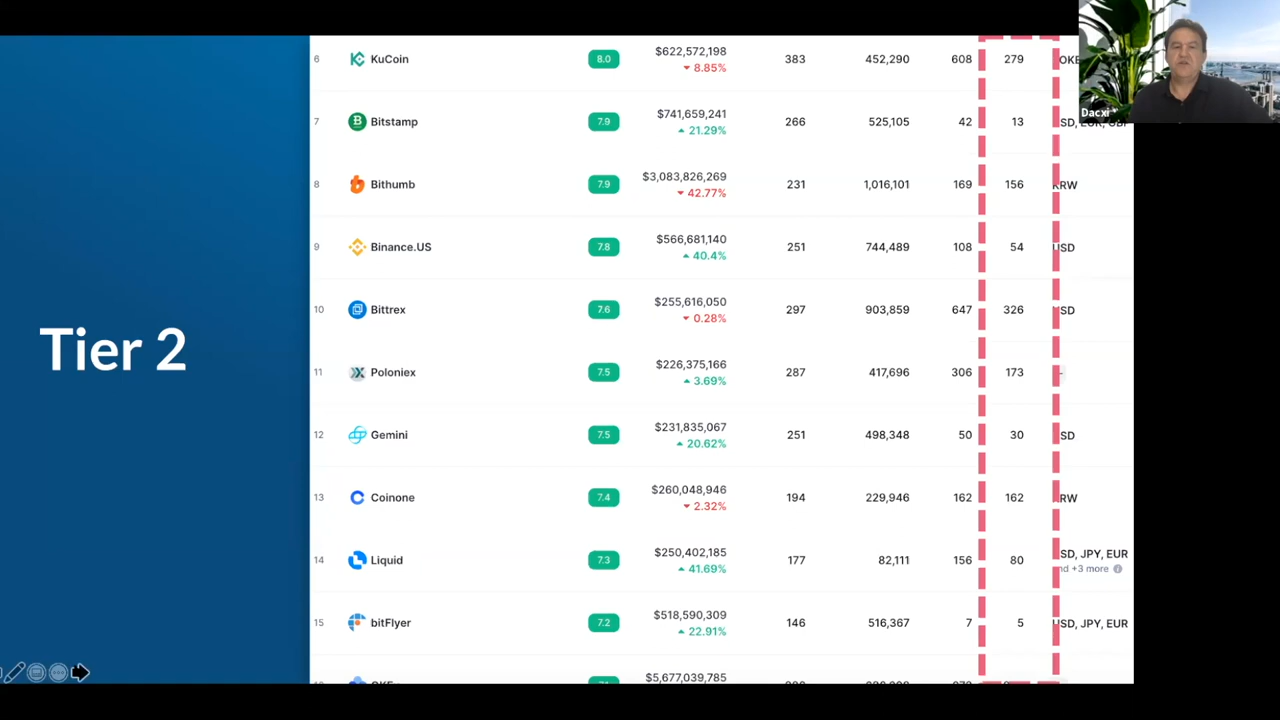 Tier 2
6 KuCoin 8.0 $622,572,198 383 452,290 608 279
8.85%
7 Bitstamp 7.9 $741,659,241 266 525,105 42 13
21.29%
8 Bithumb 7.9 $3,083,826,269 231 1,016,101 169 156 KRW
42.77%
9 Binance.US 7.8 $566,681,140 251 744,489 108 54 USD
40.4%
10 Bittrex 7.6 $255,616,050 297 903,859 647 326 USD
0.28%
11 Poloniex 7.5 $226,375,166 287 417,696 306 173
3.69%
12 Gemini 7.5 $231,835,067 251 498,348 50 30 SD
20.62%
13 Coinone 7.4 $260,048,946 194 229,946 162 162 RW
2.32%
14 Liquid 7.3 $250,402,185 177 82,111 156 80 SD, JPY, EUR
41.69% nd +3 more
15 bitFlyer 7.2 $518,590,309 146 516,367 7 5 USD, JPY, EUR
22.91%
$5,677,039,785
Dacxi